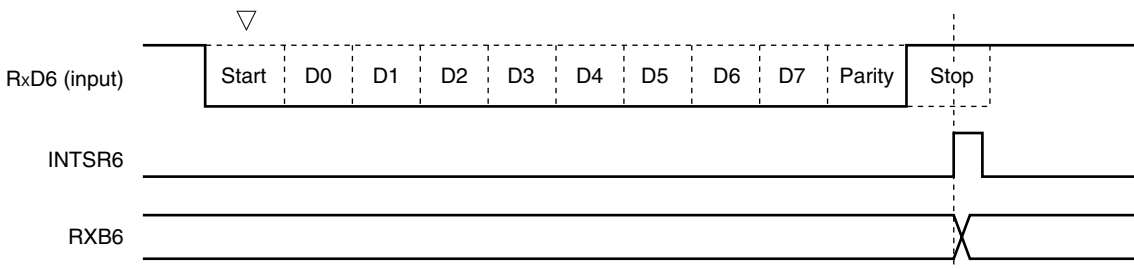 RxD6 (input) Start D0 D1 D2 D3 D4 D5 D6 D7 Parity Stop
INTSR6
RXB6